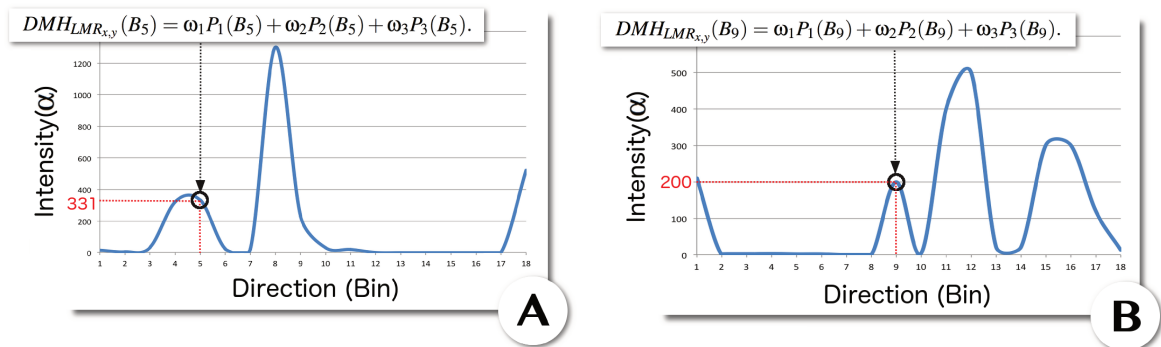 DMH_{LMR_{x,y}}(B_5) = ω_1P_1(B_5) + ω_2P_2(B_5) + ω_3P_3(B_5).
1200
1000
800
600
400
331
200
0
Intensity(α)
1 2 3 4 5 6 7 8 9 10 11 12 13 14 15 16 17 18
Direction (Bin)
A
DMH_{LMR_{x,y}}(B_9) = ω_1P_1(B_9) + ω_2P_2(B_9) + ω_3P_3(B_9).
500
400
300
200
100
0
Intensity(α)
1 2 3 4 5 6 7 8 9 10 11 12 13 14 15 16 17 18
Direction (Bin)
B